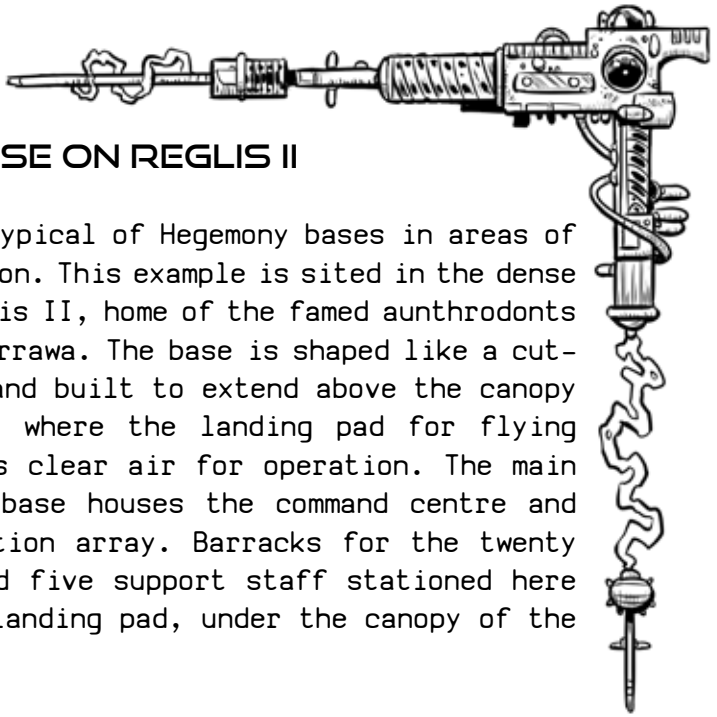 SE ON REGLIS II
ypical of Hegemony bases in areas of
on. This example is sited in the dense
is II, home of the famed aunthrodonts
rrawa. The base is shaped like a cut-
and built to extend above the canopy
where the landing pad for flying
s clear air for operation. The main
base houses the command centre and
tion array. Barracks for the twenty
d five support staff stationed here
landing pad, under the canopy of the